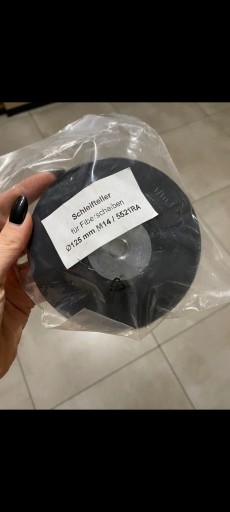 Schleifteller
für Fiberscheiben
Ø125 mm M14 / 5521RA